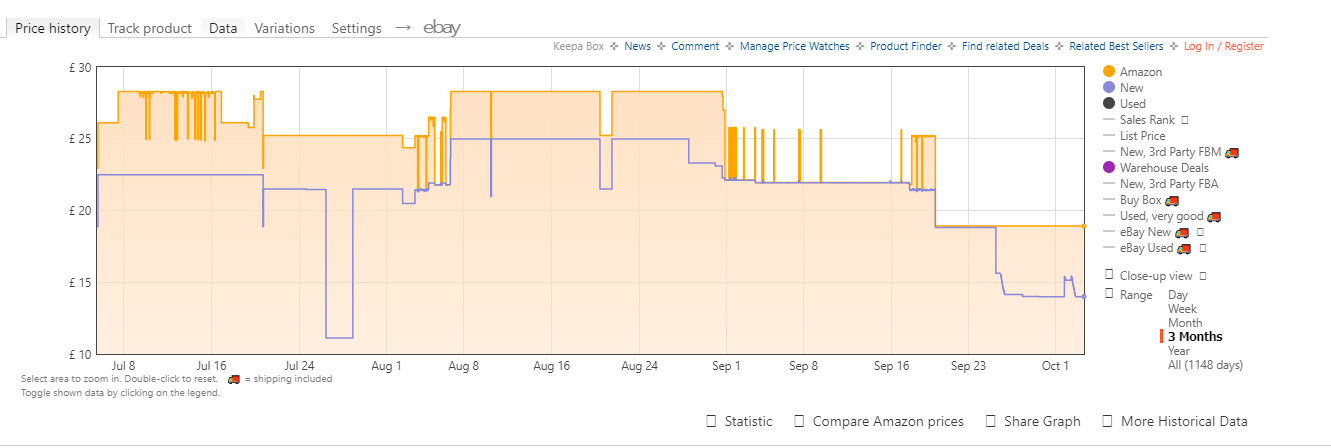 Price history Track product Data Variations Settings → ebay
Keepa Box ✣ News ✣ Comment ✣ Manage Price Watches ✣ Product Finder ✣ Find related Deals ✣ Related Best Sellers ✣ Log In / Register
£ 30
£ 25
£ 20
£ 15
£ 10
Jul 8 Jul 16 Jul 24 Aug 1 Aug 8 Aug 16 Aug 24 Sep 1 Sep 8 Sep 16 Sep 23 Oct 1
Select area to zoom in. Double-click to reset. 🚚 = shipping included
Toggle shown data by clicking on the legend.
Amazon
New
Used
Sales Rank
List Price
New, 3rd Party FBM 🚚
Warehouse Deals
New, 3rd Party FBA
Buy Box 🚚
Used, very good 🚚
eBay New 🚚
eBay Used 🚚
Close-up view
Range Day
Week
Month
3 Months
Year
All (1148 days)
Statistic Compare Amazon prices Share Graph More Historical Data